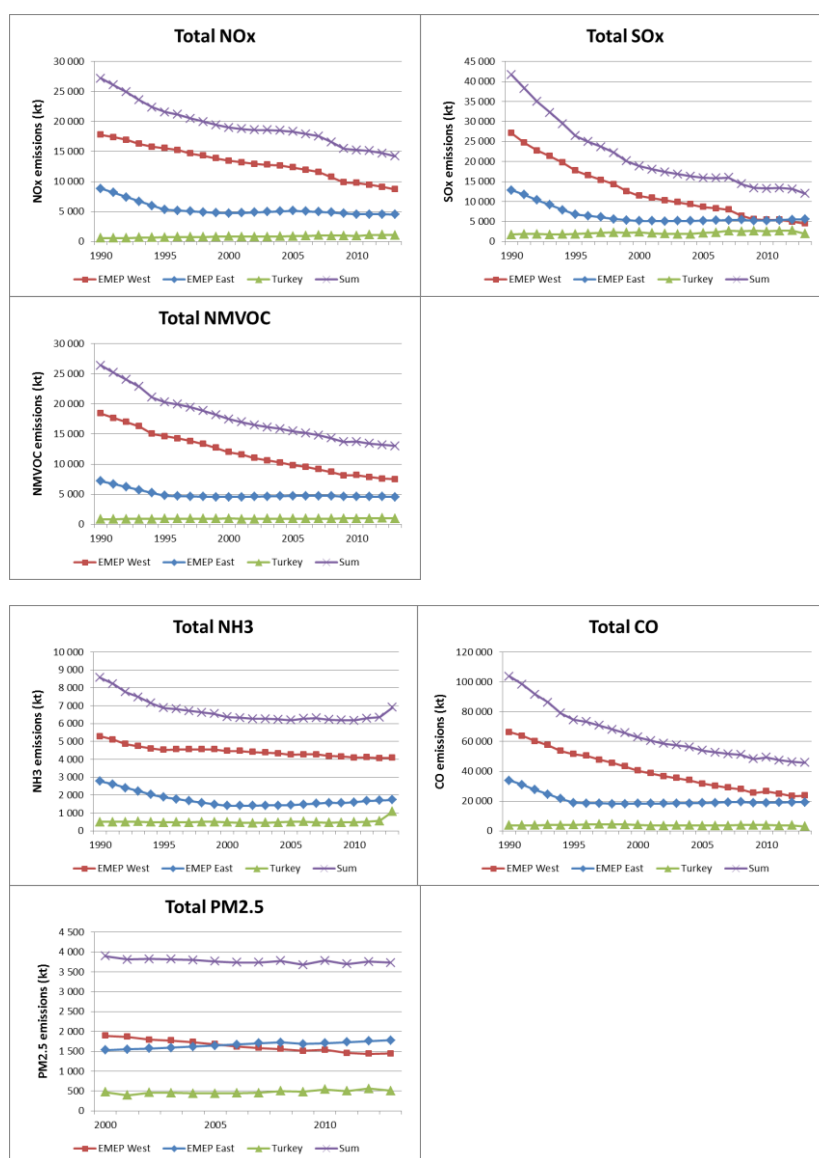 Total NOx
NOx emissions (kt)
30 000
25 000
20 000
15 000
10 000
5 000
0
1990 1995 2000 2005 2010
EMEP West EMEP East Turkey Sum
Total SOx
SOx emissions (kt)
45 000
40 000
35 000
30 000
25 000
20 000
15 000
10 000
5 000
0
1990 1995 2000 2005 2010
EMEP West EMEP East Turkey Sum
Total NMVOC
NMVOC emissions (kt)
30 000
25 000
20 000
15 000
10 000
5 000
0
1990 1995 2000 2005 2010
EMEP West EMEP East Turkey Sum
Total NH3
NH3 emissions (kt)
10 000
9 000
8 000
7 000
6 000
5 000
4 000
3 000
2 000
1 000
0
1990 1995 2000 2005 2010
EMEP West EMEP East Turkey Sum
Total CO
CO emissions (kt)
120 000
100 000
80 000
60 000
40 000
20 000
0
1990 1995 2000 2005 2010
EMEP West EMEP East Turkey Sum
Total PM2.5
PM2.5 emissions (kt)
4 500
4 000
3 500
3 000
2 500
2 000
1 500
1 000
500
0
2000 2005 2010
EMEP West EMEP East Turkey Sum